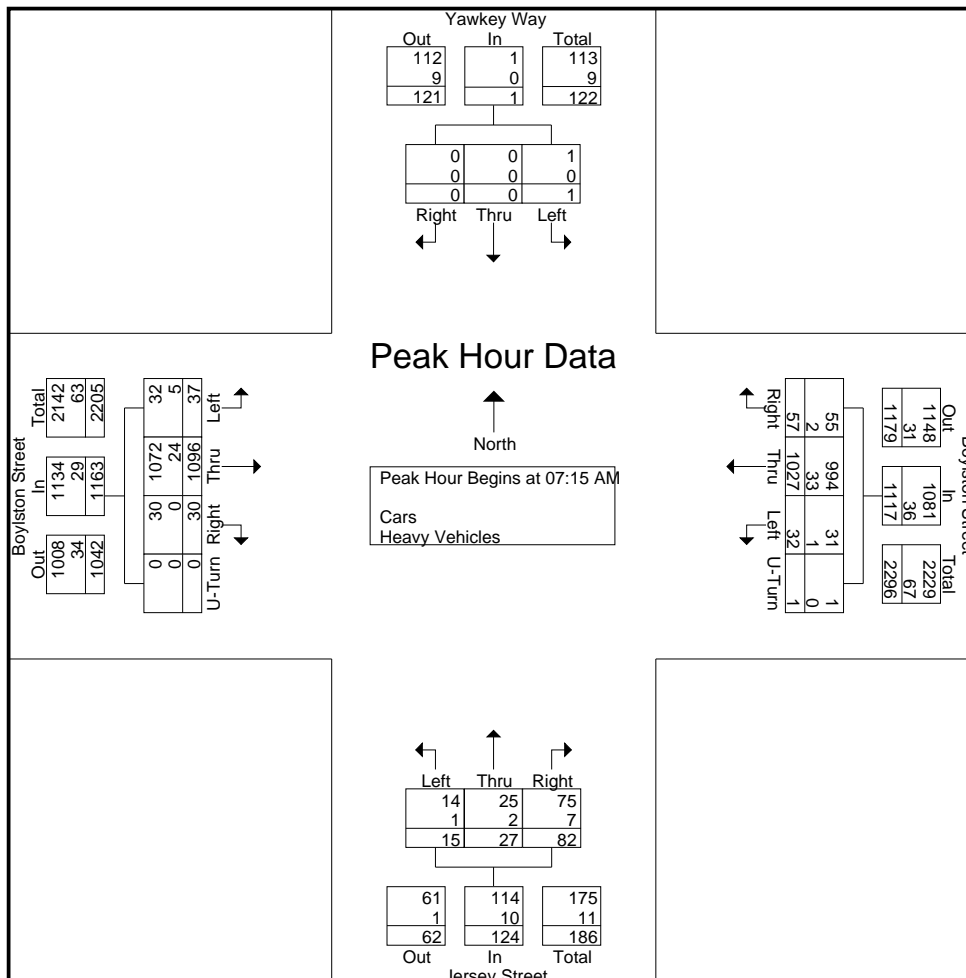 Yawkey Way
Out In Total
112 1 113
9 0 9
121 1 122
0 0 1
0 0 0
0 0 1
Right Thru Left
Peak Hour Data
North
Peak Hour Begins at 07:15 AM
Cars
Heavy Vehicles
Boylston Street
Out In Total
1008 1134 2142
34 29 63
1042 1163 2205
32 1072 30 0
5 24 0 0
37 1096 30 0
Left Thru Right U-Turn
Boylston Street
Out In Total
1148 1081 2229
31 36 67
1179 1117 2296
55 994 31 1
2 33 1 0
57 1027 32 1
Right Thru Left U-Turn
Left Thru Right
14 25 75
1 2 7
15 27 82
61 114 175
1 10 11
62 124 186
Out In Total
Jersey Street